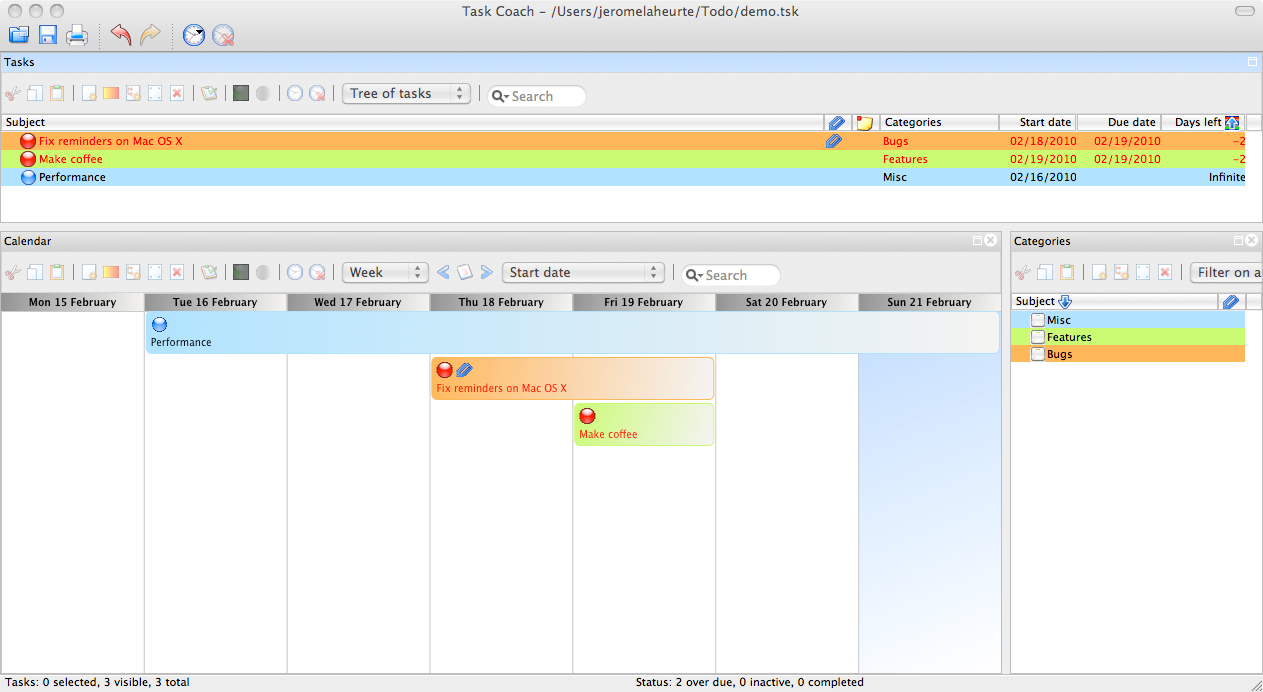 Task Coach – /Users/jeromelaheurte/Todo/demo.tsk
Tasks
Tree of tasks Search
Subject Categories Start date Due date Days left
Fix reminders on Mac OS X Bugs 02/18/2010 02/19/2010 -2
Make coffee Features 02/19/2010 02/19/2010 -2
Performance Misc 02/16/2010 Infinite
Calendar
Week Start date Search
Mon 15 February Tue 16 February Wed 17 February Thu 18 February Fri 19 February Sat 20 February Sun 21 February
Performance
Fix reminders on Mac OS X
Make coffee
Categories
Filter on a
Subject
Misc
Features
Bugs
Tasks: 0 selected, 3 visible, 3 total Status: 2 over due, 0 inactive, 0 completed